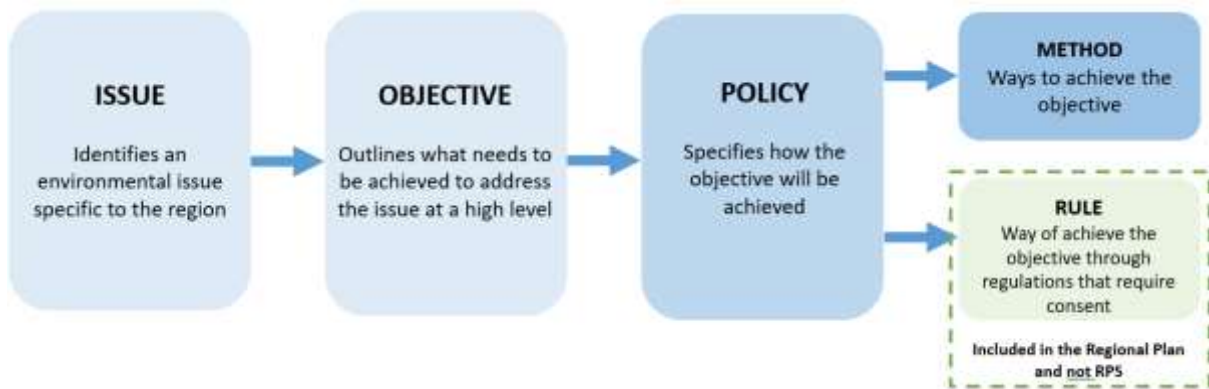 ISSUE
Identifies an
environmental issue
specific to the region
OBJECTIVE
Outlines what needs to
be achieved to address
the issue at a high level
POLICY
Specifies how the
objective will be
achieved
METHOD
Ways to achieve the
objective
RULE
Way of achieve the
objective through
regulations that require
consent
Included in the Regional Plan
and not RPS